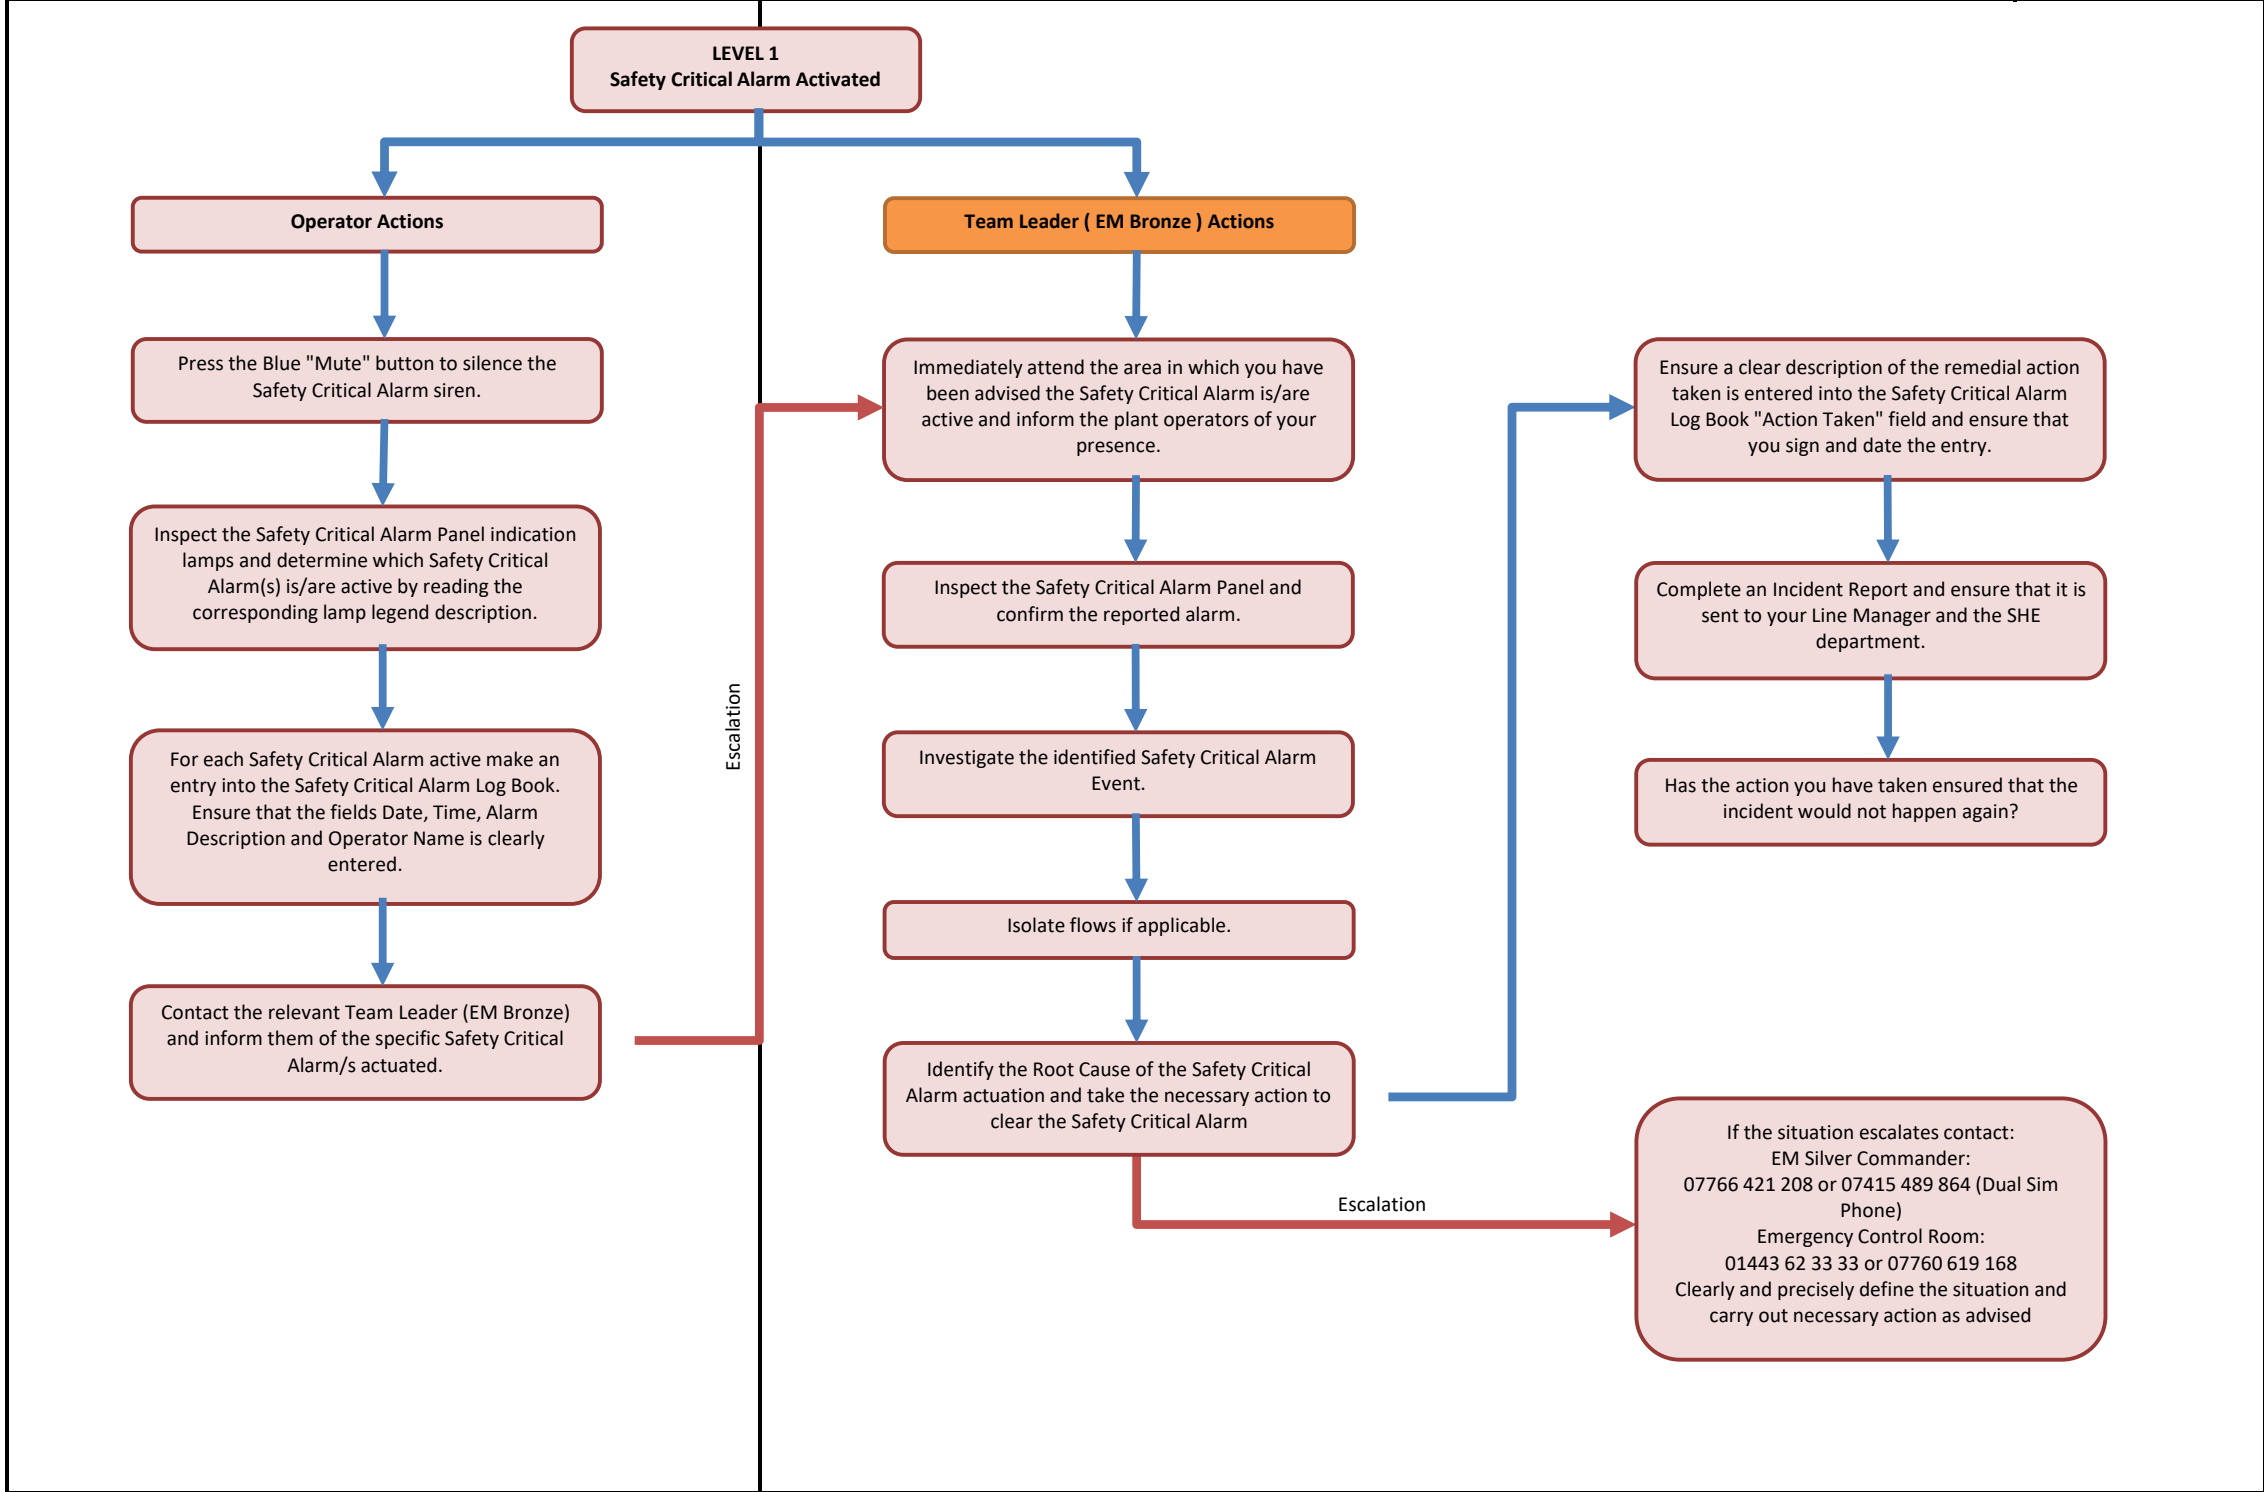 LEVEL 1
Safety Critical Alarm Activated
Operator Actions
Press the Blue "Mute" button to silence the
Safety Critical Alarm siren.
Inspect the Safety Critical Alarm Panel indication
lamps and determine which Safety Critical
Alarm(s) is/are active by reading the
corresponding lamp legend description.
For each Safety Critical Alarm active make an
entry into the Safety Critical Alarm Log Book.
Ensure that the fields Date, Time, Alarm
Description and Operator Name is clearly
entered.
Contact the relevant Team Leader (EM Bronze)
and inform them of the specific Safety Critical
Alarm/s actuated.
Escalation
Team Leader ( EM Bronze ) Actions
Immediately attend the area in which you have
been advised the Safety Critical Alarm is/are
active and inform the plant operators of your
presence.
Inspect the Safety Critical Alarm Panel and
confirm the reported alarm.
Investigate the identified Safety Critical Alarm
Event.
Isolate flows if applicable.
Identify the Root Cause of the Safety Critical
Alarm actuation and take the necessary action to
clear the Safety Critical Alarm
Escalation
Ensure a clear description of the remedial action
taken is entered into the Safety Critical Alarm
Log Book "Action Taken" field and ensure that
you sign and date the entry.
Complete an Incident Report and ensure that it is
sent to your Line Manager and the SHE
department.
Has the action you have taken ensured that the
incident would not happen again?
If the situation escalates contact:
EM Silver Commander:
07766 421 208 or 07415 489 864 (Dual Sim
Phone)
Emergency Control Room:
01443 62 33 33 or 07760 619 168
Clearly and precisely define the situation and
carry out necessary action as advised